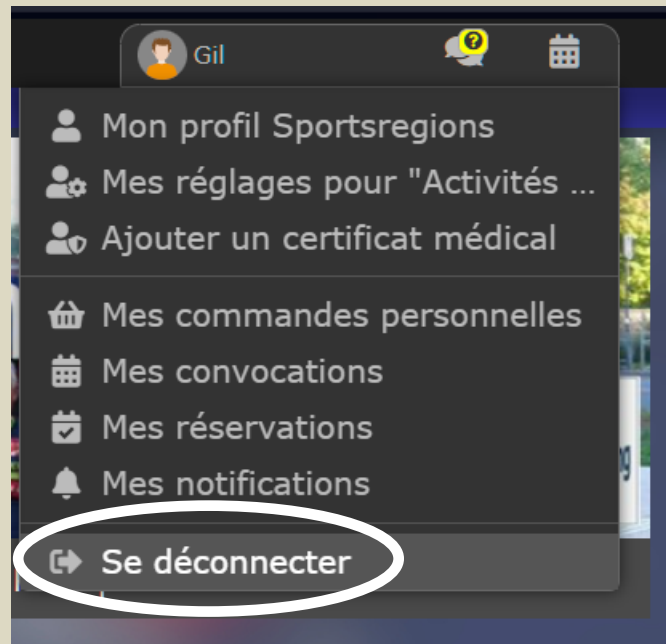 Gil
?
Mon profil Sportsregions
Mes réglages pour "Activités ...
Ajouter un certificat médical
Mes commandes personnelles
Mes convocations
Mes réservations
Mes notifications
Se déconnecter